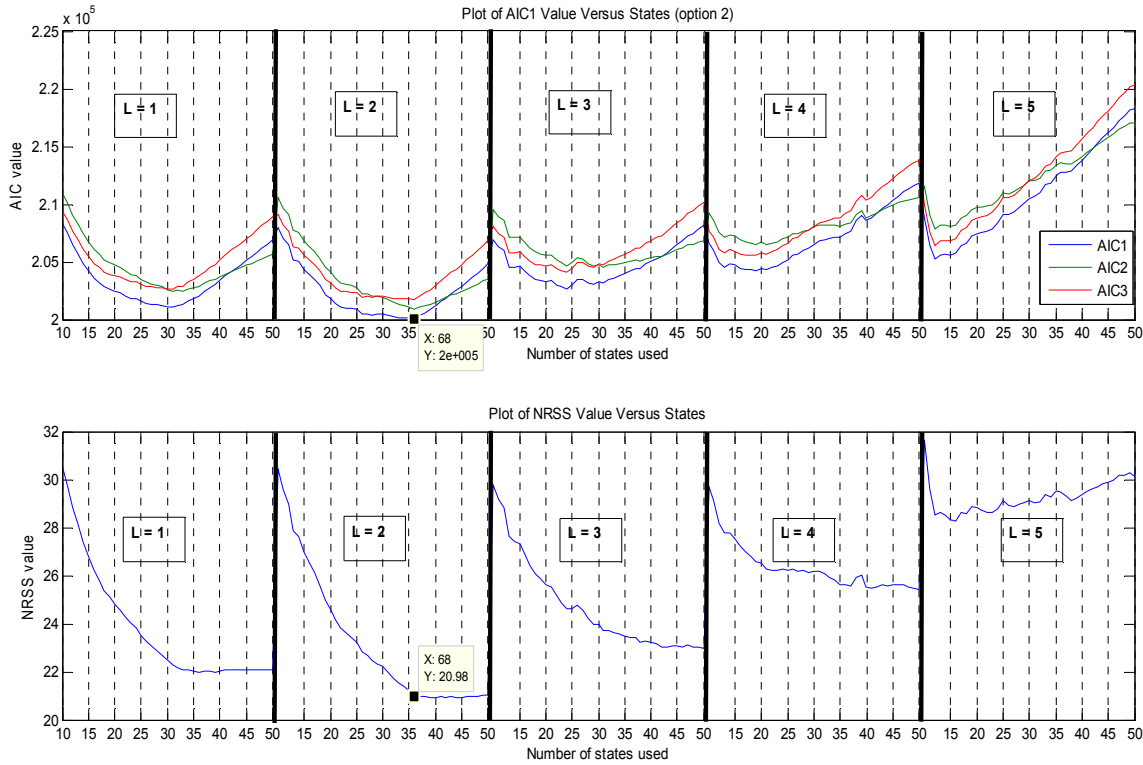 Plot of AIC1 Value Versus States (option 2)
x 10^5
2.25
2.2
2.15
2.1
2.05
2
AIC value
L = 1
L = 2
L = 3
L = 4
L = 5
AIC1
AIC2
AIC3
10 15 20 25 30 35 40 45 50 15 20 25 30 35 40 45 50 15 20 25 30 35 40 45 50 15 20 25 30 35 40 45 50 15 20 25 30 35 40 45 50
X: 68
Y: 2e+005
Number of states used
Plot of NRSS Value Versus States
32
30
28
26
24
22
20
NRSS value
L = 1
L = 2
L = 3
L = 4
L = 5
X: 68
Y: 20.98
10 15 20 25 30 35 40 45 50 15 20 25 30 35 40 45 50 15 20 25 30 35 40 45 50 15 20 25 30 35 40 45 50 15 20 25 30 35 40 45 50
Number of states used